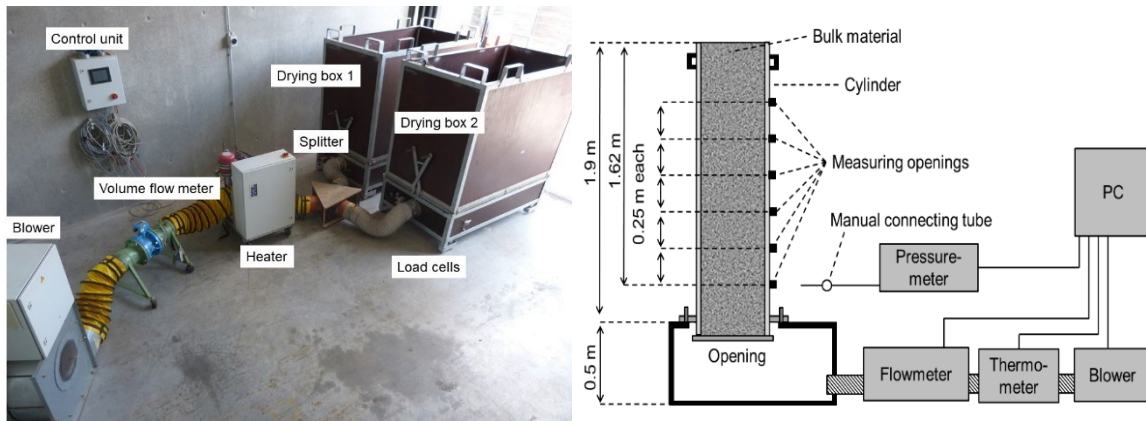 Control unit
Drying box 1
Drying box 2
Splitter
Volume flow meter
Blower
Heater
Load cells
Bulk material
Cylinder
1.9 m
1.62 m
0.25 m each
Measuring openings
PC
Manual connecting tube
Pressure-
meter
0.5 m
Opening
Flowmeter
Thermo-
meter
Blower